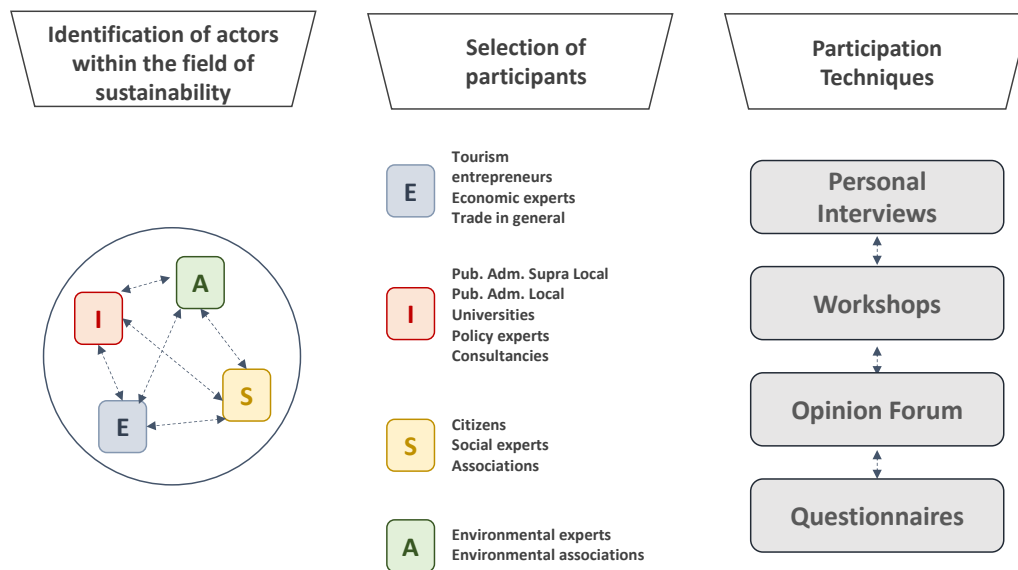 Identification of actors
within the field of
sustainability
Selection of
participants
Participation
Techniques
A
I
S
E
E
Tourism
entrepreneurs
Economic experts
Trade in general
I
Pub. Adm. Supra Local
Pub. Adm. Local
Universities
Policy experts
Consultancies
S
Citizens
Social experts
Associations
A
Environmental experts
Environmental associations
Personal
Interviews
Workshops
Opinion Forum
Questionnaires